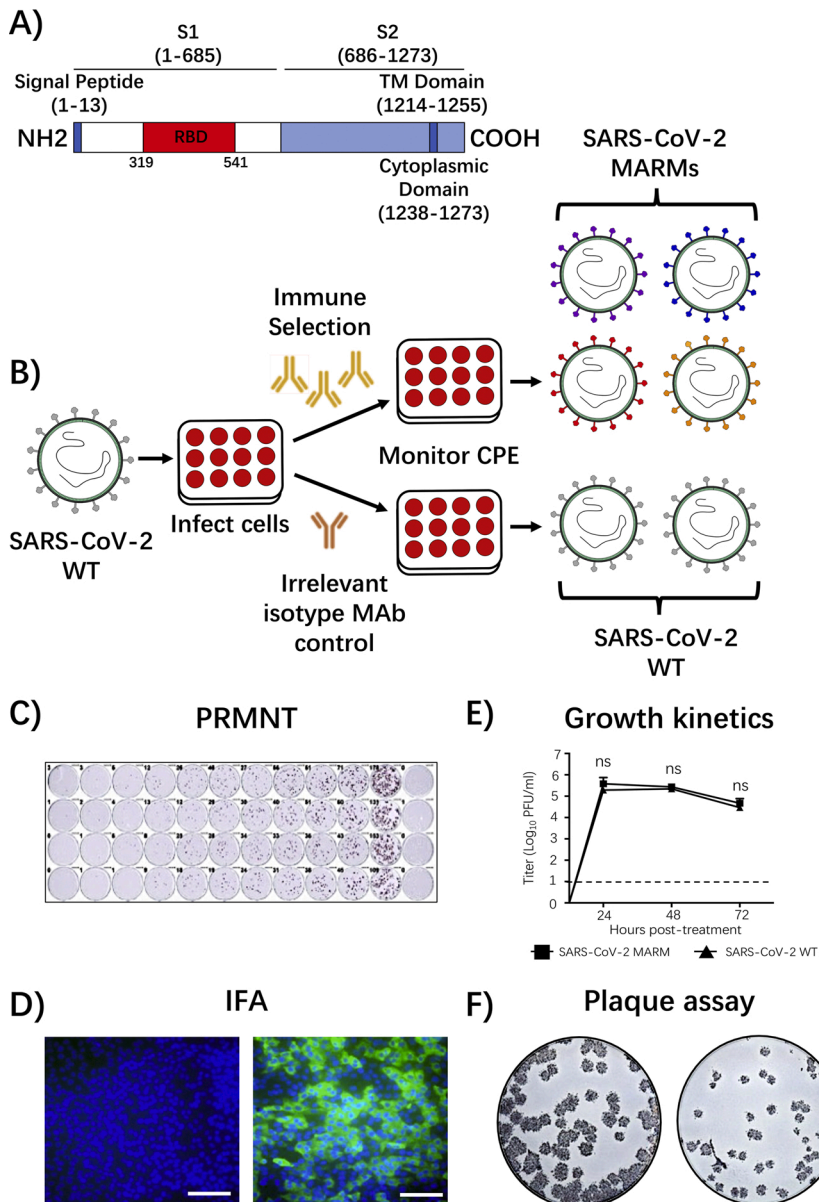 A)
S1
(1-685)
S2
(686-1273)
Signal Peptide
(1-13)
TM Domain
(1214-1255)
NH2
RBD
COOH
319
541
Cytoplasmic
Domain
(1238-1273)
SARS-CoV-2
MARMs
B)
Immune
Selection
SARS-CoV-2
WT
Infect cells
Monitor CPE
Irrelevant
isotype MAb
control
SARS-CoV-2
WT
C)
PRMNT
E)
Growth kinetics
Titer (Log10 PFU/ml)
7
6
5
4
3
2
1
0
ns
ns
ns
24
48
72
Hours post-treatment
SARS-CoV-2 MARM
SARS-CoV-2 WT
D)
IFA
F)
Plaque assay